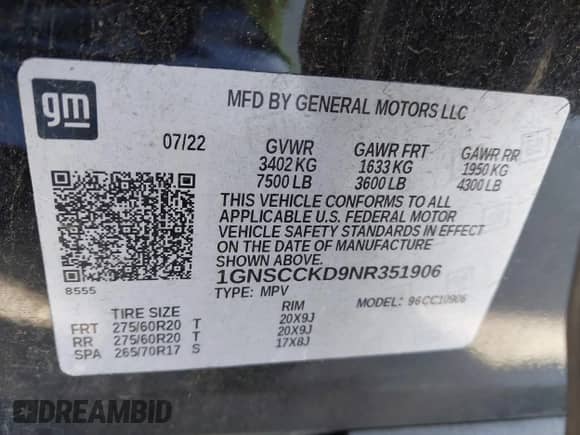 gm
MFD BY GENERAL MOTORS LLC
07/22 GVWR GAWR FRT GAWR RR
3402 KG 1633 KG 1950 KG
7500 LB 3600 LB 4300 LB
THIS VEHICLE CONFORMS TO ALL
APPLICABLE U.S. FEDERAL MOTOR
VEHICLE SAFETY STANDARDS IN EFFECT
ON THE DATE OF MANUFACTURE
SHOWN ABOVE.
8555 1GNSCCKD9NR351906
TYPE: MPV MODEL: 96CC10906
TIRE SIZE RIM
FRT 275/60R20 T 20X9J
RR 275/60R20 T 20X9J
SPA 265/70R17 S 17X8J
DREAMBID